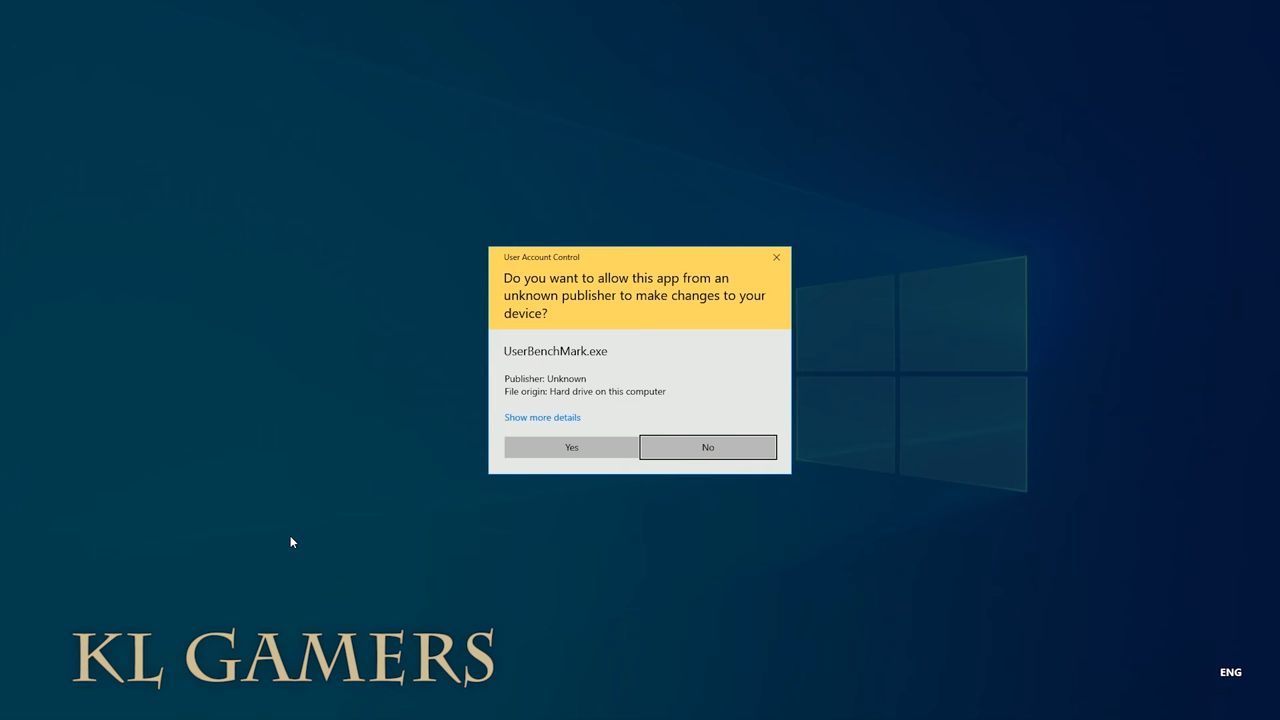 User Account Control
Do you want to allow this app from an
unknown publisher to make changes to your
device?
UserBenchMark.exe
Publisher: Unknown
File origin: Hard drive on this computer
Show more details
Yes
No
KL GAMERS
ENG